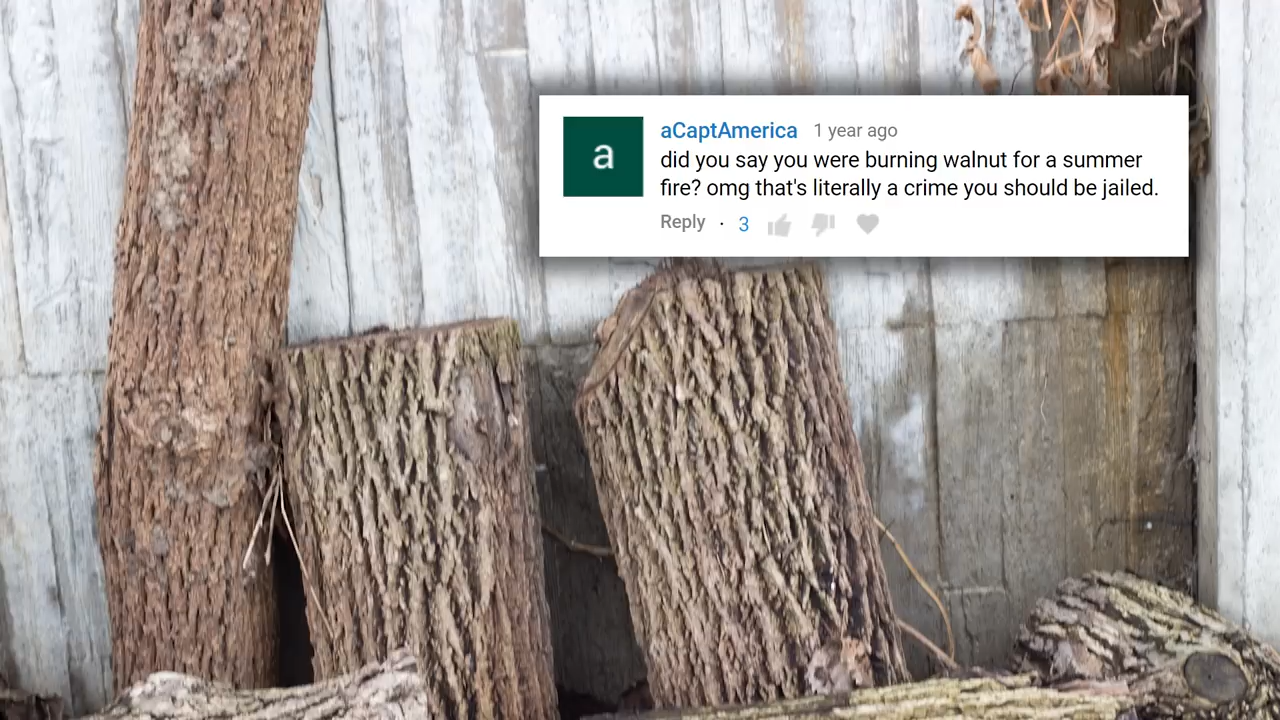 a
aCaptAmerica 1 year ago
did you say you were burning walnut for a summer
fire? omg that's literally a crime you should be jailed.
Reply · 3